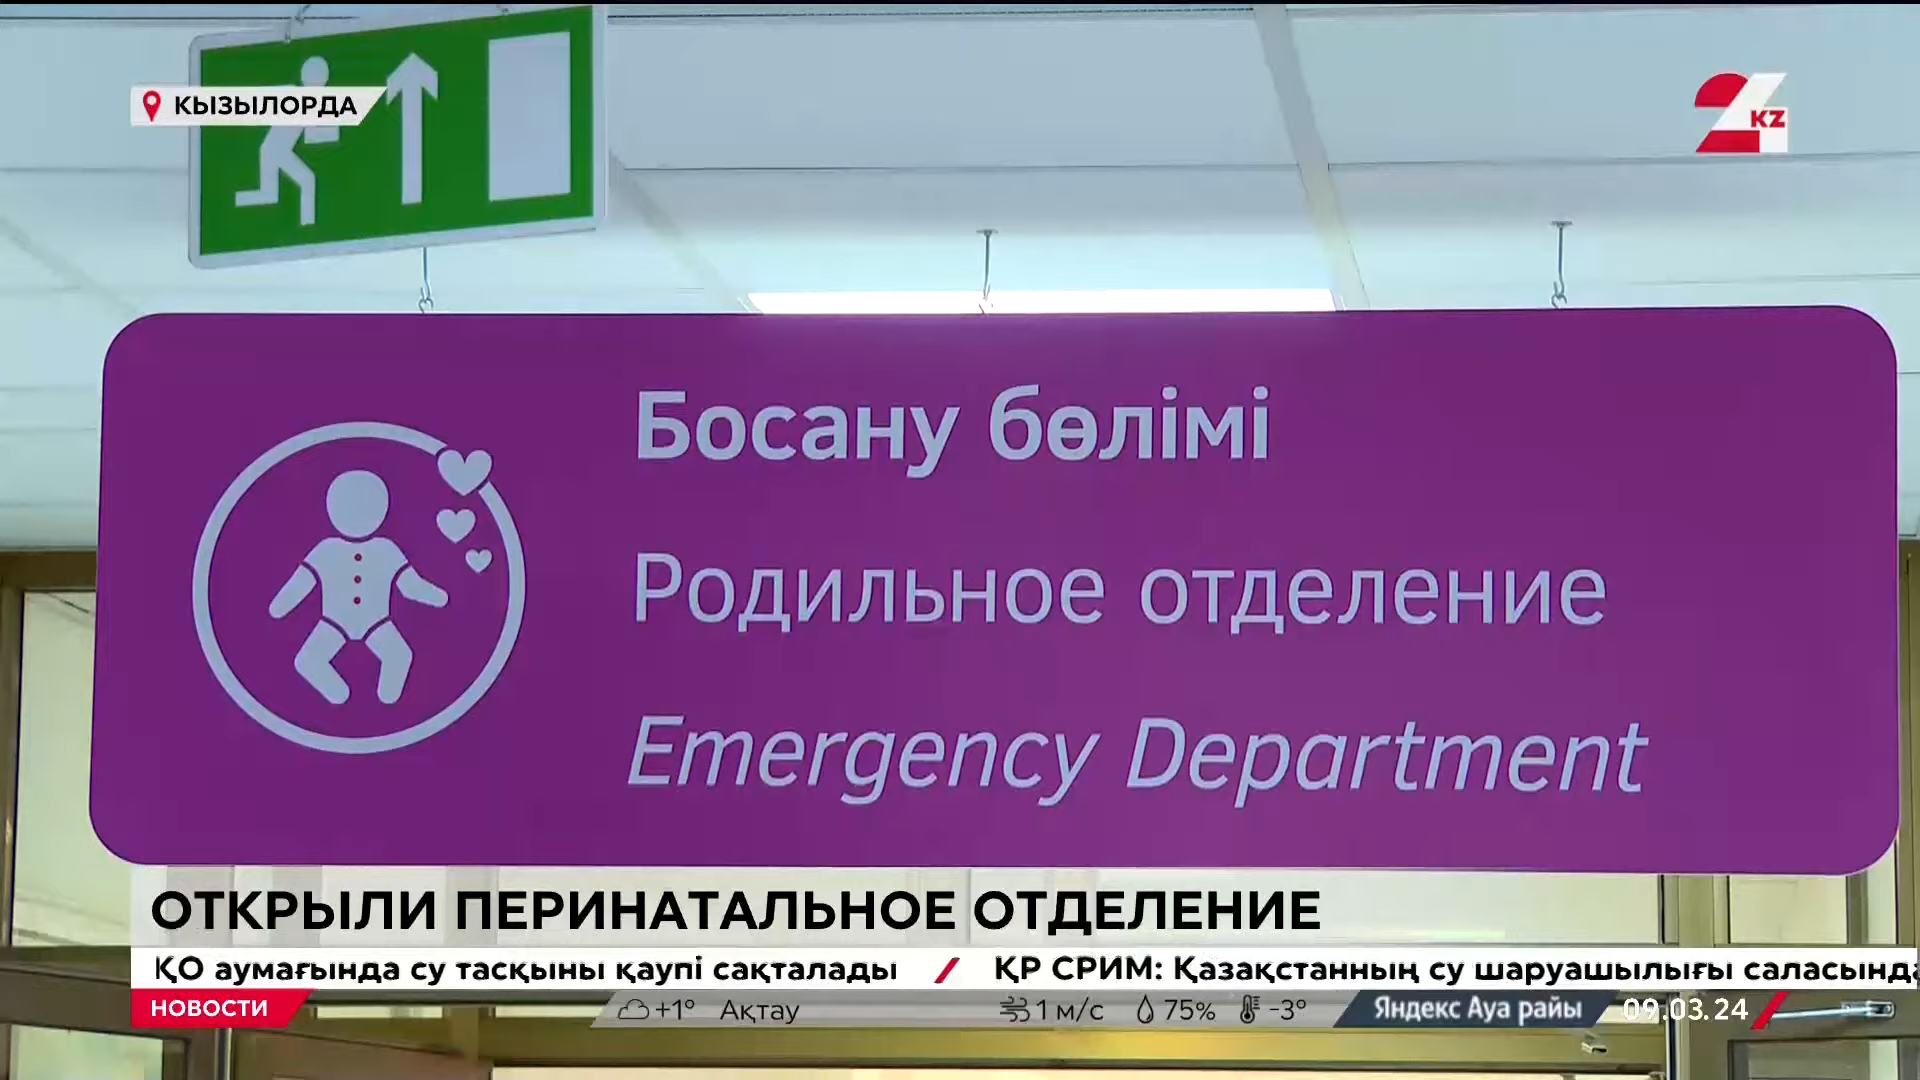 КЫЗЫЛОРДА
24 KZ
Босану бөлімі
Родильное отделение
Emergency Department
ОТКРЫЛИ ПЕРИНАТАЛЬНОЕ ОТДЕЛЕНИЕ
ҚО аумағында су тасқыны қаупі сақталады / ҚР СРИМ: Қазақстанның су шаруашылығы саласында
НОВОСТИ +1° Ақтау 1 м/с 75% -3° Яндекс Ауа райы 09.03.24